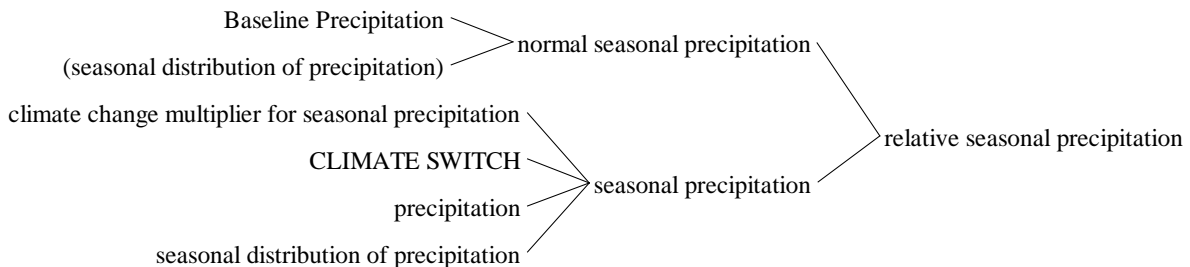 Baseline Precipitation
normal seasonal precipitation
(seasonal distribution of precipitation)
climate change multiplier for seasonal precipitation
relative seasonal precipitation
CLIMATE SWITCH
seasonal precipitation
precipitation
seasonal distribution of precipitation